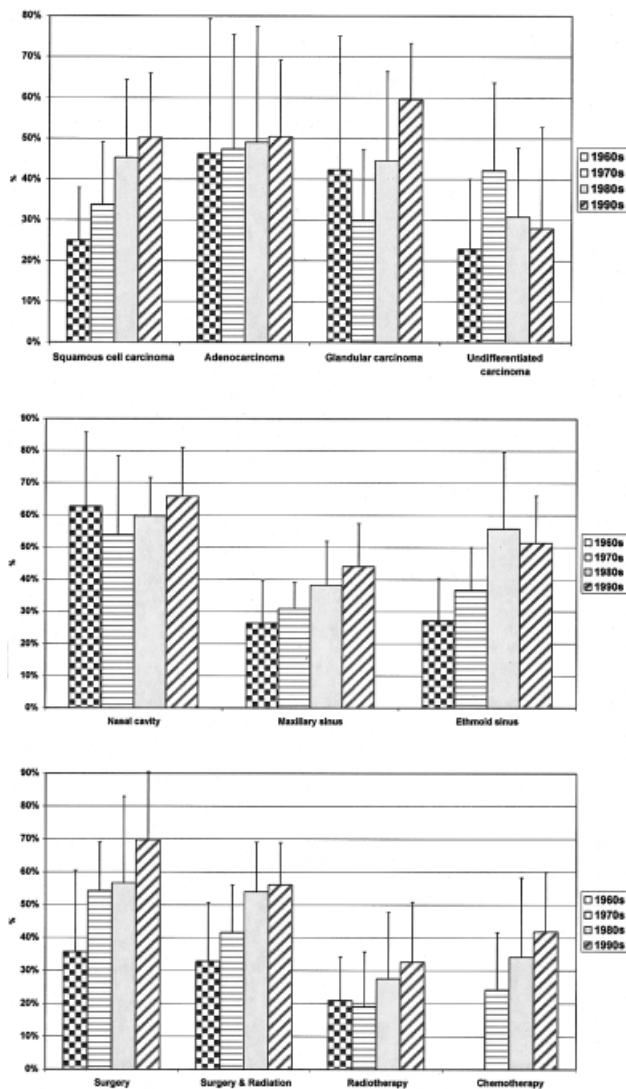 80%
70%
60%
50%
40%
30%
20%
10%
0%
%
1960s
1970s
1980s
1990s
Squamous cell carcinoma Adenocarcinoma Glandular carcinoma Undifferentiated
carcinoma
90%
80%
70%
60%
50%
40%
30%
20%
10%
0%
%
1960s
1970s
1980s
1990s
Nasal cavity Maxillary sinus Ethmoid sinus
90%
80%
70%
60%
50%
40%
30%
20%
10%
0%
%
1960s
1970s
1980s
1990s
Surgery Surgery & Radiation Radiotherapy Chemotherapy